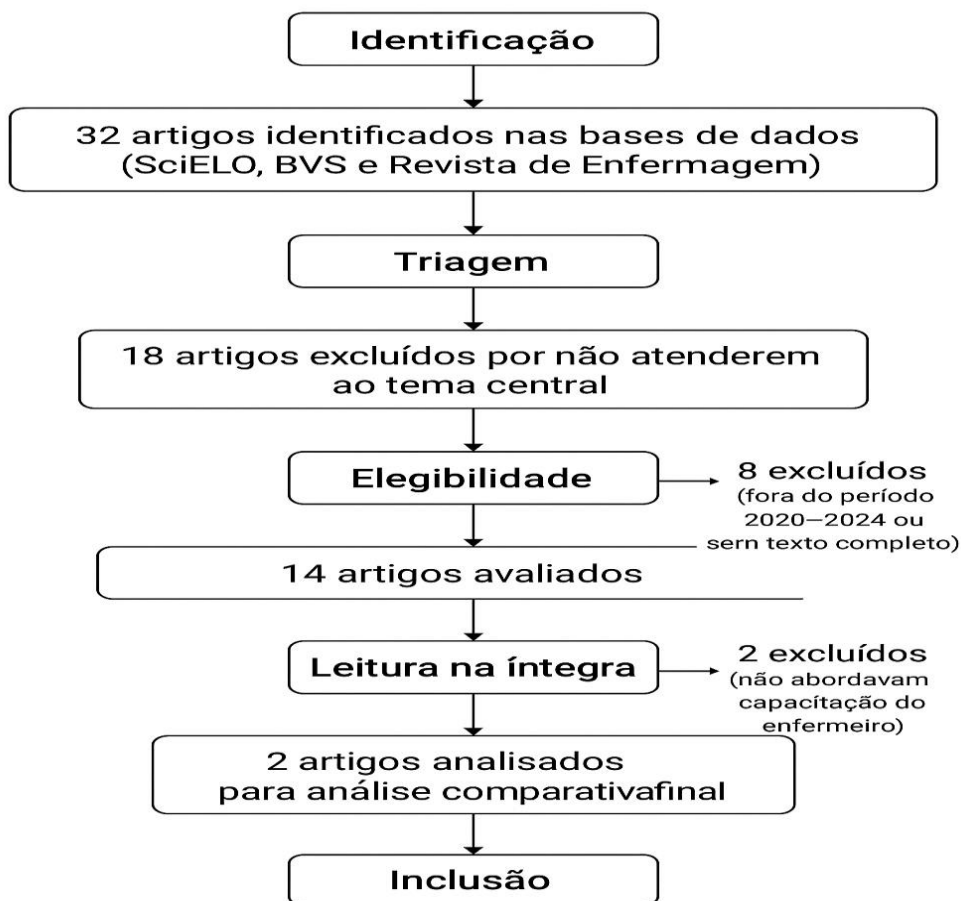 Identificação
32 artigos identificados nas bases de dados
(SciELO, BVS e Revista de Enfermagem)
Triagem
18 artigos excluídos por não atenderem
ao tema central
Elegibilidade
8 excluídos
(fora do período
2020–2024 ou
sern texto completo)
14 artigos avaliados
Leitura na íntegra
2 excluídos
(não abordavam
capacítação do
enfermeiro)
2 artigos analisados
para análise comparativafinal
Inclusão